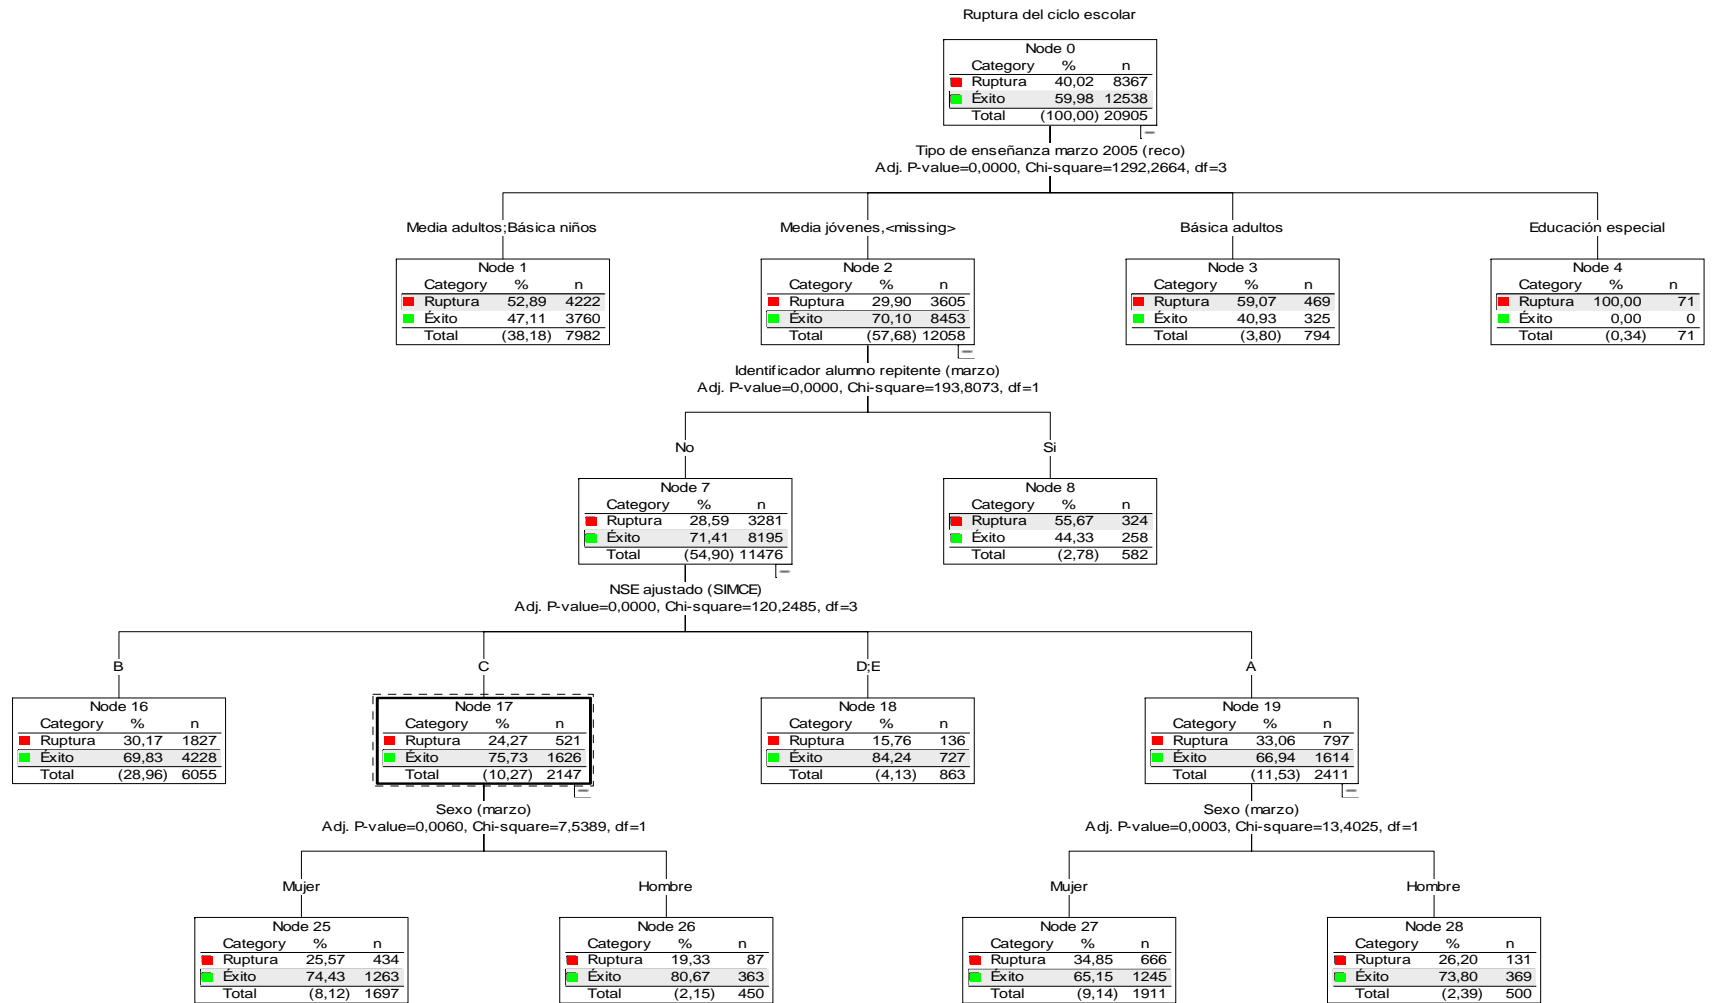 Ruptura del ciclo escolar
Node 0
Category % n
Ruptura 40,02 8367
Éxito 59,98 12538
Total (100,00) 20905
Tipo de enseñanza marzo 2005 (reco)
Adj. P-value=0,0000, Chi-square=1292,2664, df=3
Media adultos;Básica niños
Node 1
Category % n
Ruptura 52,89 4222
Éxito 47,11 3760
Total (38,18) 7982
Media jóvenes,<missing>
Node 2
Category % n
Ruptura 29,90 3605
Éxito 70,10 8453
Total (57,68) 12058
Básica adultos
Node 3
Category % n
Ruptura 59,07 469
Éxito 40,93 325
Total (3,80) 794
Educación especial
Node 4
Category % n
Ruptura 100,00 71
Éxito 0,00 0
Total (0,34) 71
Identificador alumno repitente (marzo)
Adj. P-value=0,0000, Chi-square=193,8073, df=1
No
Node 7
Category % n
Ruptura 28,59 3281
Éxito 71,41 8195
Total (54,90) 11476
Si
Node 8
Category % n
Ruptura 55,67 324
Éxito 44,33 258
Total (2,78) 582
NSE ajustado (SIMCE)
Adj. P-value=0,0000, Chi-square=120,2485, df=3
B
Node 16
Category % n
Ruptura 30,17 1827
Éxito 69,83 4228
Total (28,96) 6055
C
Node 17
Category % n
Ruptura 24,27 521
Éxito 75,73 1626
Total (10,27) 2147
D;E
Node 18
Category % n
Ruptura 15,76 136
Éxito 84,24 727
Total (4,13) 863
A
Node 19
Category % n
Ruptura 33,06 797
Éxito 66,94 1614
Total (11,53) 2411
Sexo (marzo)
Adj. P-value=0,0060, Chi-square=7,5389, df=1
Mujer
Node 25
Category % n
Ruptura 25,57 434
Éxito 74,43 1263
Total (8,12) 1697
Hombre
Node 26
Category % n
Ruptura 19,33 87
Éxito 80,67 363
Total (2,15) 450
Sexo (marzo)
Adj. P-value=0,0003, Chi-square=13,4025, df=1
Mujer
Node 27
Category % n
Ruptura 34,85 666
Éxito 65,15 1245
Total (9,14) 1911
Hombre
Node 28
Category % n
Ruptura 26,20 131
Éxito 73,80 369
Total (2,39) 500